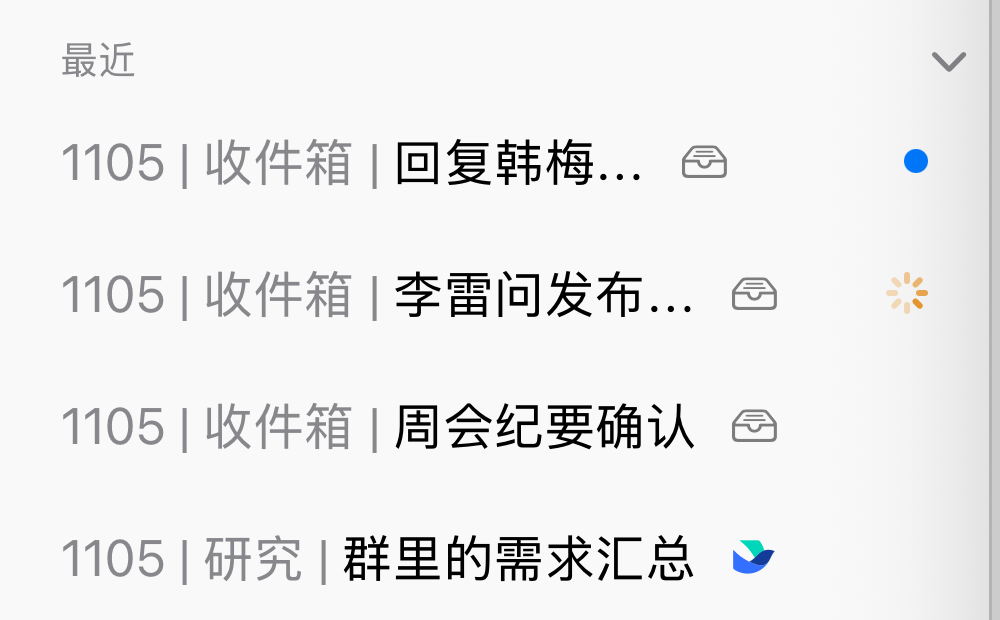 最近
1105 | 收件箱 | 回复韩梅...
1105 | 收件箱 | 李雷问发布...
1105 | 收件箱 | 周会纪要确认
1105 | 研究 | 群里的需求汇总